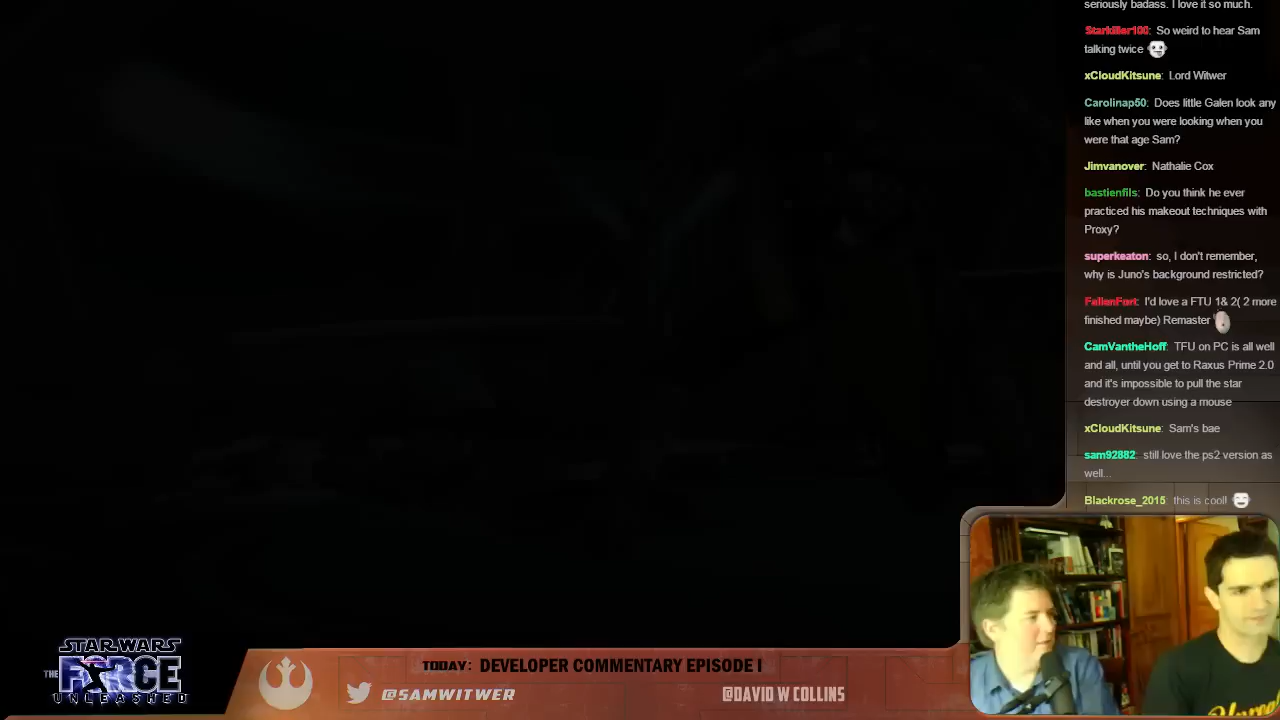 seriously badass. I love it so much.
Starkiller100: So weird to hear Sam
talking twice
xCloudKitsune: Lord Witwer
Carolinap50: Does little Galen look any
like when you were looking when you
were that age Sam?
Jimvanover: Nathalie Cox
bastienfils: Do you think he ever
practiced his makeout techniques with
Proxy?
superkeaton: so, I don't remember,
why is Juno's background restricted?
FallenFort: I'd love a FTU 1& 2( 2 more
finished maybe) Remaster
CamVantheHoff: TFU on PC is all well
and all, until you get to Raxus Prime 2.0
and it's impossible to pull the star
destroyer down using a mouse
xCloudKitsune: Sam's bae
sam92882: still love the ps2 version as
well...
Blackrose_2015: this is cool!
STAR WARS
THE FORCE
UNLEASHED
TODAY: DEVELOPER COMMENTARY EPISODE I
@SAMWITWER
@DAVID W COLLINS